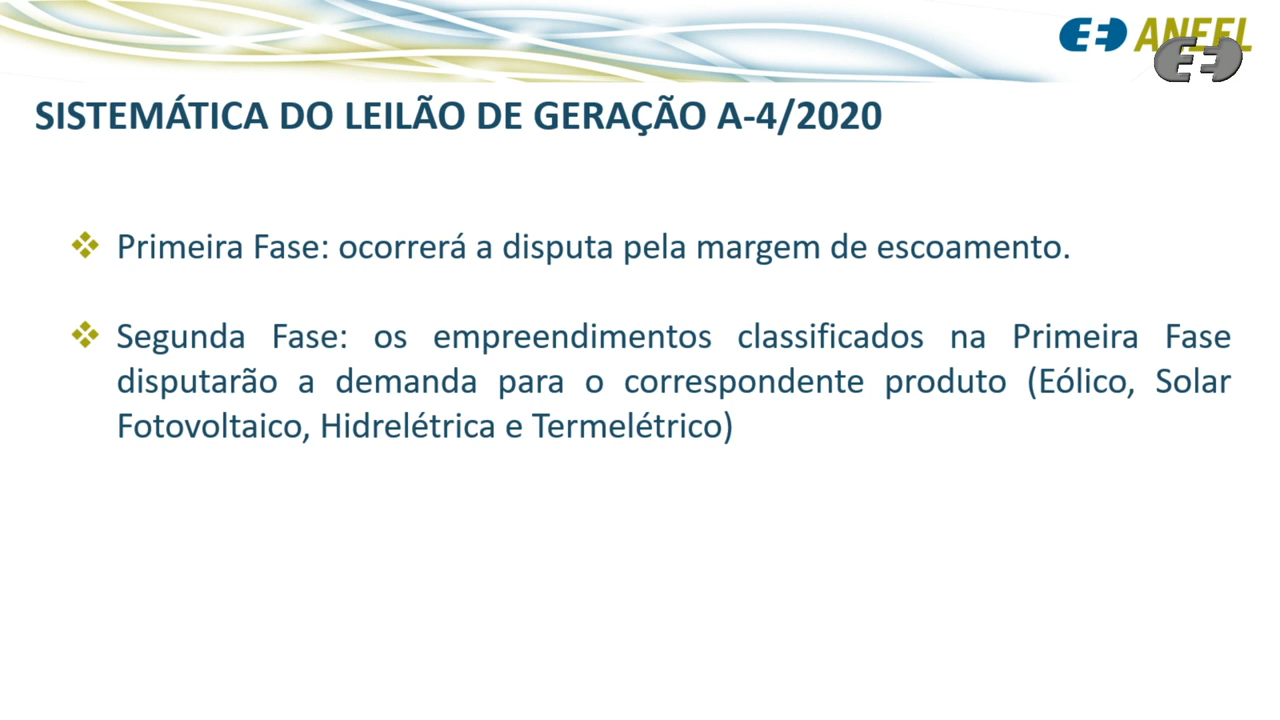 ANEEL
SISTEMÁTICA DO LEILÃO DE GERAÇÃO A-4/2020
Primeira Fase: ocorrerá a disputa pela margem de escoamento.
Segunda Fase: os empreendimentos classificados na Primeira Fase
disputarão a demanda para o correspondente produto (Eólico, Solar
Fotovoltaico, Hidrelétrica e Termelétrico)